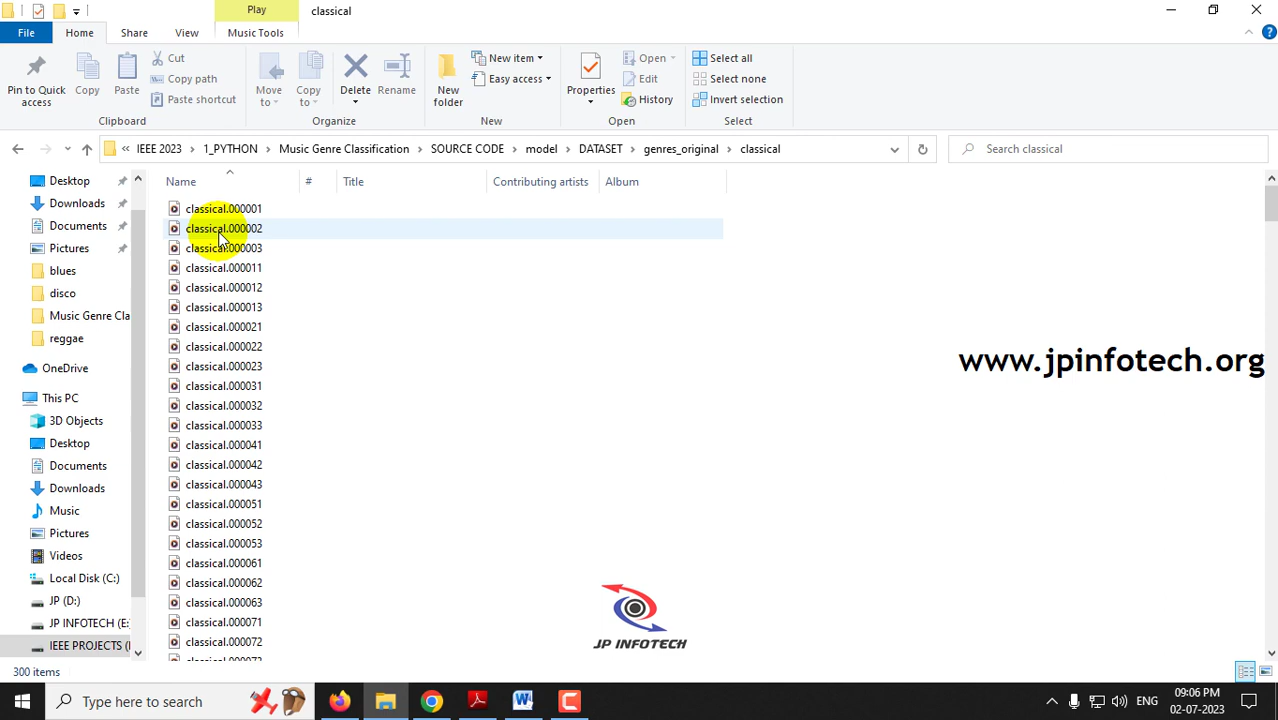 Play
classical
File
Home
Share
View
Music Tools
Pin to Quick access
Copy
Paste
Cut
Copy path
Paste shortcut
Clipboard
Move to
Copy to
Delete
Rename
Organize
New folder
New item
Easy access
New
Properties
Open
Edit
History
Open
Select all
Select none
Invert selection
Select
« IEEE 2023 > 1_PYTHON > Music Genre Classification > SOURCE CODE > model > DATASET > genres_original > classical
Search classical
Name # Title Contributing artists Album
Desktop
Downloads
Documents
Pictures
blues
disco
Music Genre Cla
reggae
OneDrive
This PC
3D Objects
Desktop
Documents
Downloads
Music
Pictures
Videos
Local Disk (C:)
JP (D:)
JP INFOTECH (E:
IEEE PROJECTS (
classical.000001
classical.000002
classical.000003
classical.000011
classical.000012
classical.000013
classical.000021
classical.000022
classical.000023
classical.000031
classical.000032
classical.000033
classical.000041
classical.000042
classical.000043
classical.000051
classical.000052
classical.000053
classical.000061
classical.000062
classical.000063
classical.000071
classical.000072
www.jpinfotech.org
JP INFOTECH
300 items
Type here to search
ENG
09:06 PM
02-07-2023